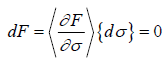 dF = ⟨∂F/∂σ⟩{dσ} = 0